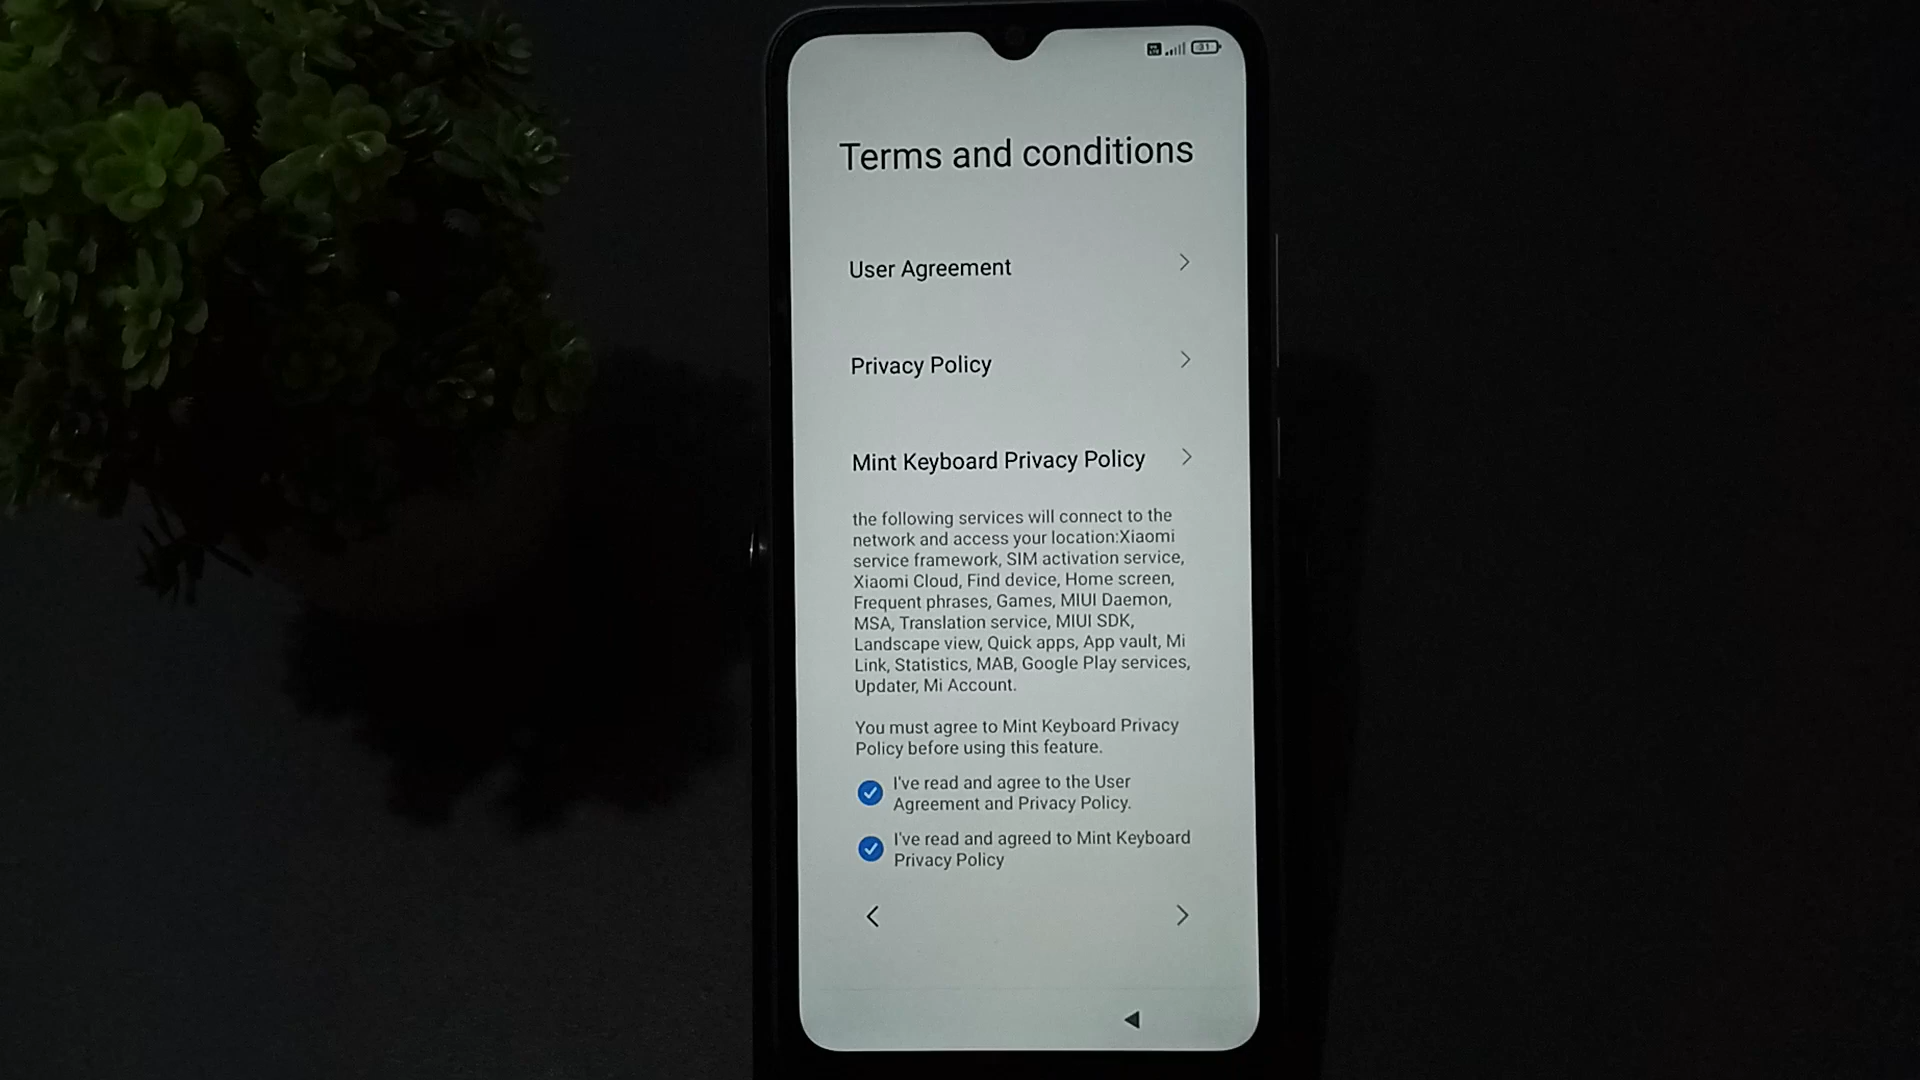 31
Terms and conditions
User Agreement
Privacy Policy
Mint Keyboard Privacy Policy
the following services will connect to the
network and access your location:Xiaomi
service framework, SIM activation service,
Xiaomi Cloud, Find device, Home screen,
Frequent phrases, Games, MIUI Daemon,
MSA, Translation service, MIUI SDK,
Landscape view, Quick apps, App vault, Mi
Link, Statistics, MAB, Google Play services,
Updater, Mi Account.
You must agree to Mint Keyboard Privacy
Policy before using this feature.
I've read and agree to the User
Agreement and Privacy Policy.
I've read and agreed to Mint Keyboard
Privacy Policy